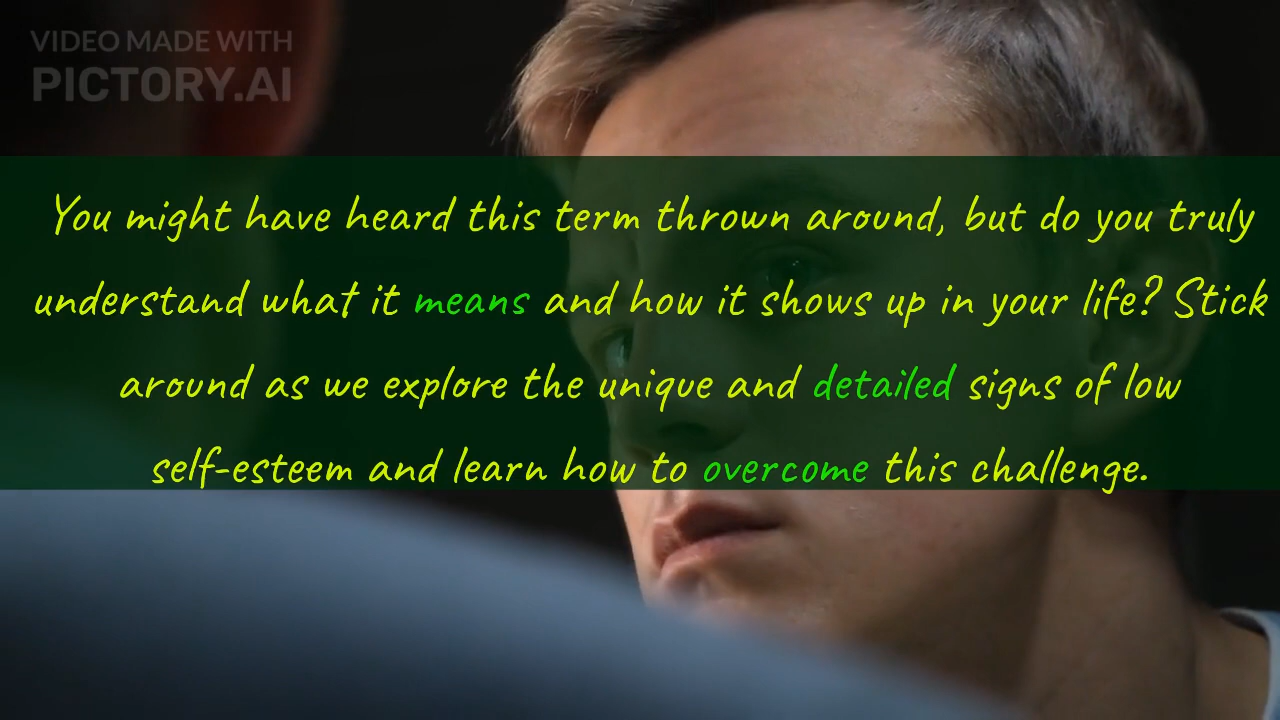 VIDEO MADE WITH
PICTORY.AI
You might have heard this term thrown around, but do you truly
understand what it means and how it shows up in your life? Stick
around as we explore the unique and detailed signs of low
self-esteem and learn how to overcome this challenge.